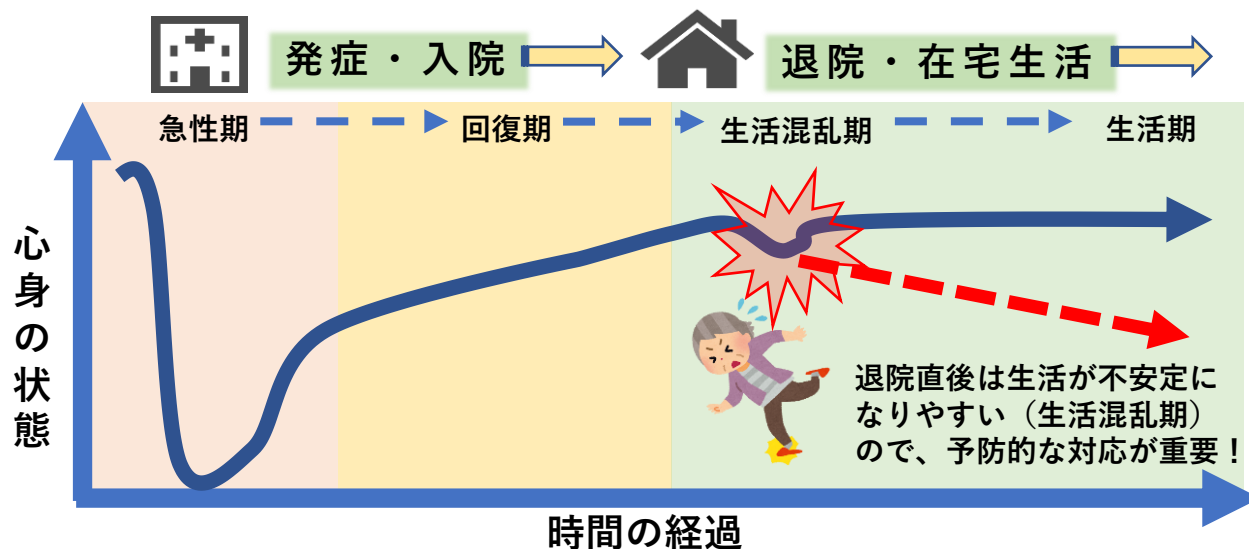 発症・入院
退院・在宅生活
急性期
回復期
生活混乱期
生活期
心身の状態
退院直後は生活が不安定に
なりやすい（生活混乱期）
ので、予防的な対応が重要！
時間の経過